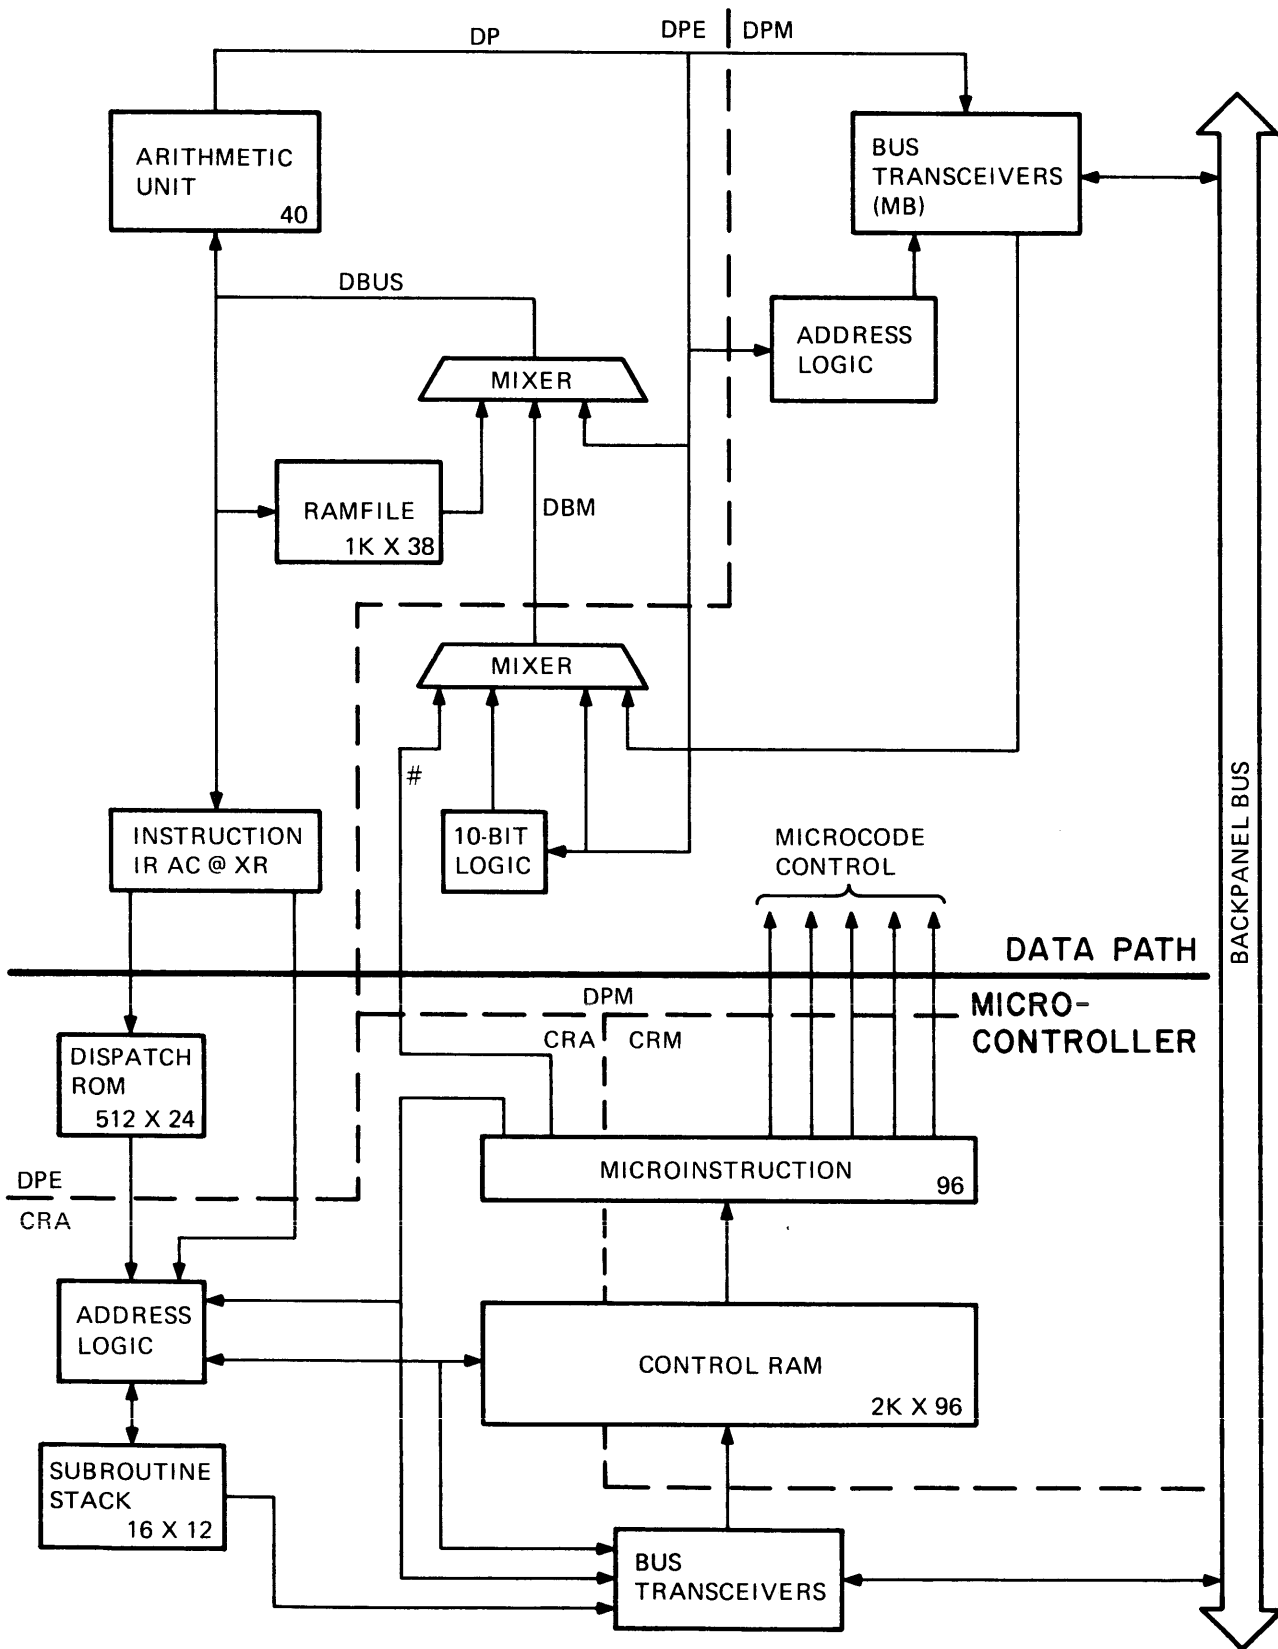 DP
DPE
DPM
ARITHMETIC
UNIT
40
BUS
TRANSCEIVERS
(MB)
DBUS
ADDRESS
LOGIC
MIXER
RAMFILE
1K X 38
DBM
MIXER
#
INSTRUCTION
IR AC @ XR
10-BIT
LOGIC
MICROCODE
CONTROL
BACKPANEL BUS
DATA PATH
DPM
MICRO-
CONTROLLER
CRA
CRM
DISPATCH
ROM
512 X 24
MICROINSTRUCTION
96
DPE
CRA
ADDRESS
LOGIC
CONTROL RAM
2K X 96
SUBROUTINE
STACK
16 X 12
BUS
TRANSCEIVERS